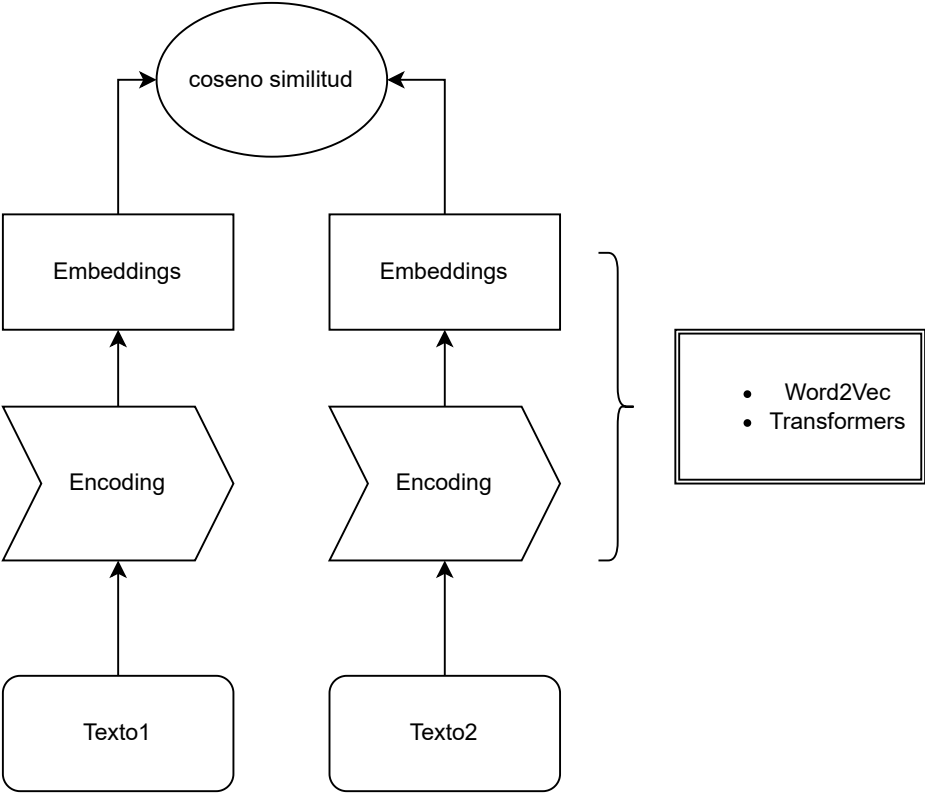 coseno similitud
Embeddings
Embeddings
Word2Vec
Transformers
Encoding
Encoding
Texto1
Texto2